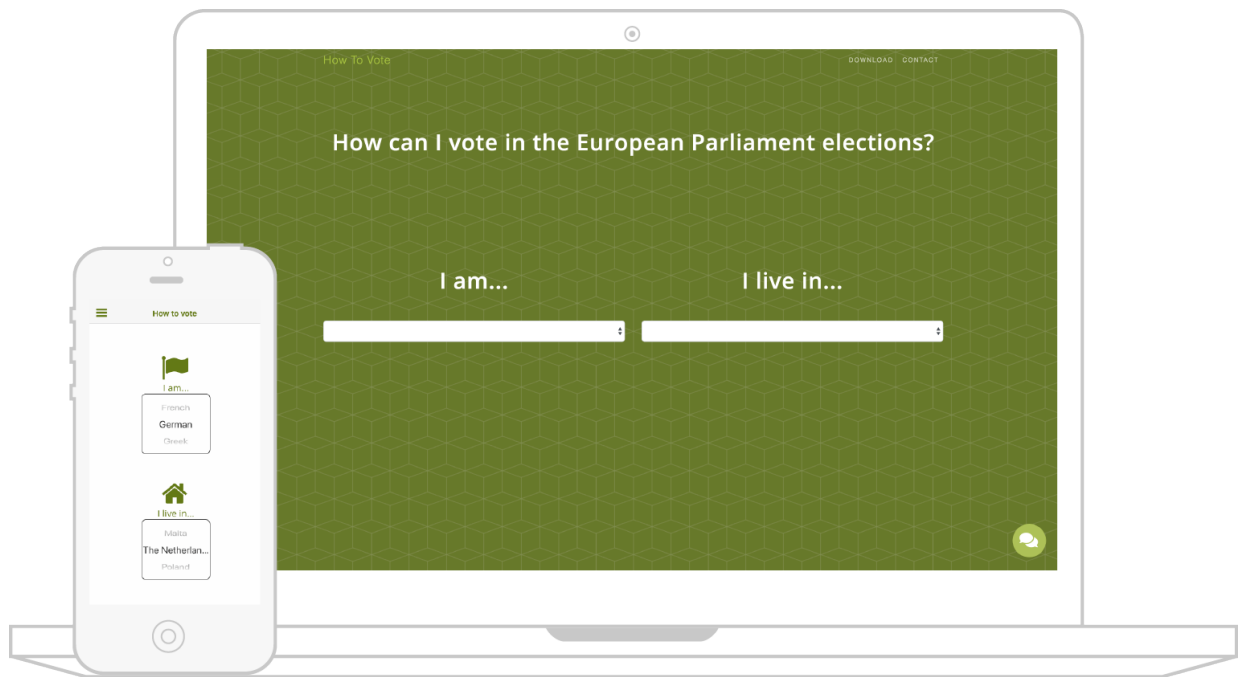 How To Vote
DOWNLOAD CONTACT
How can I vote in the European Parliament elections?
I am...
I live in...
How to vote
I am...
French
German
Greek
I live in...
Malta
The Netherlan...
Poland